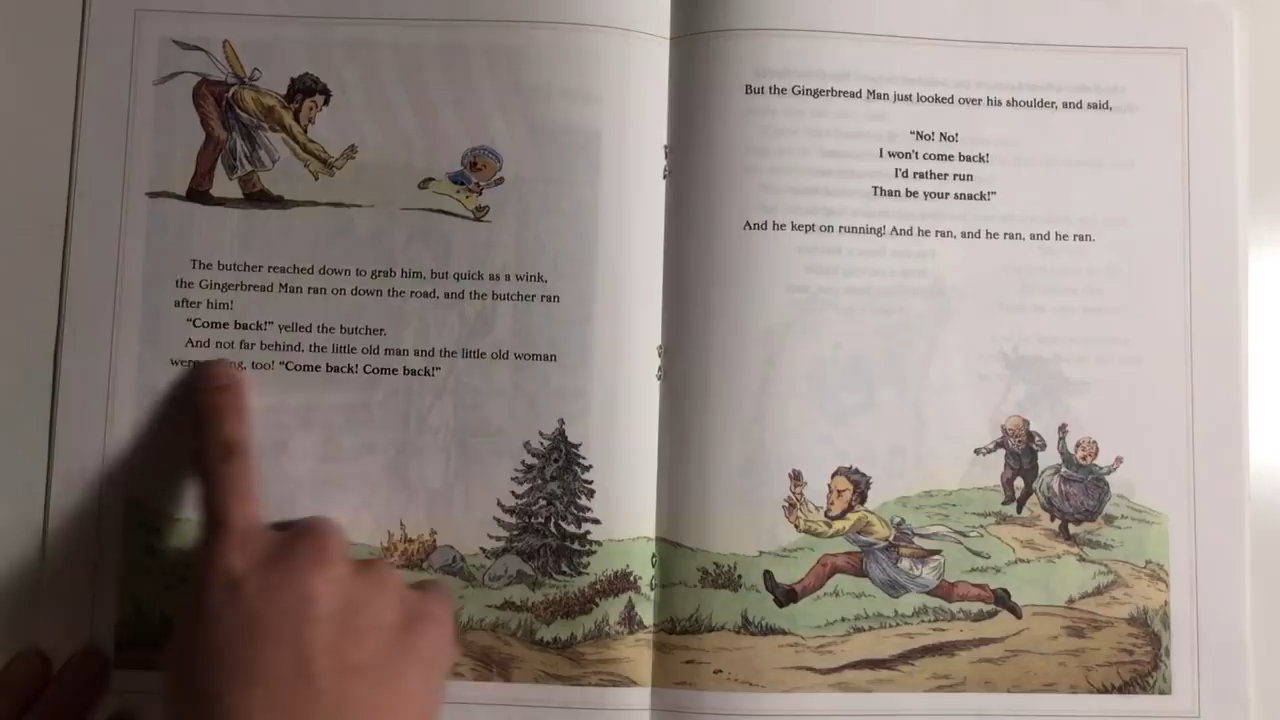 The butcher reached down to grab him, but quick as a wink,
the Gingerbread Man ran on down the road, and the butcher ran
after him!
“Come back!” yelled the butcher.
And not far behind, the little old man and the little old woman
were too! “Come back! Come back!”
But the Gingerbread Man just looked over his shoulder, and said,
“No! No!
I won't come back!
I'd rather run
Than be your snack!”
And he kept on running! And he ran, and he ran, and he ran.